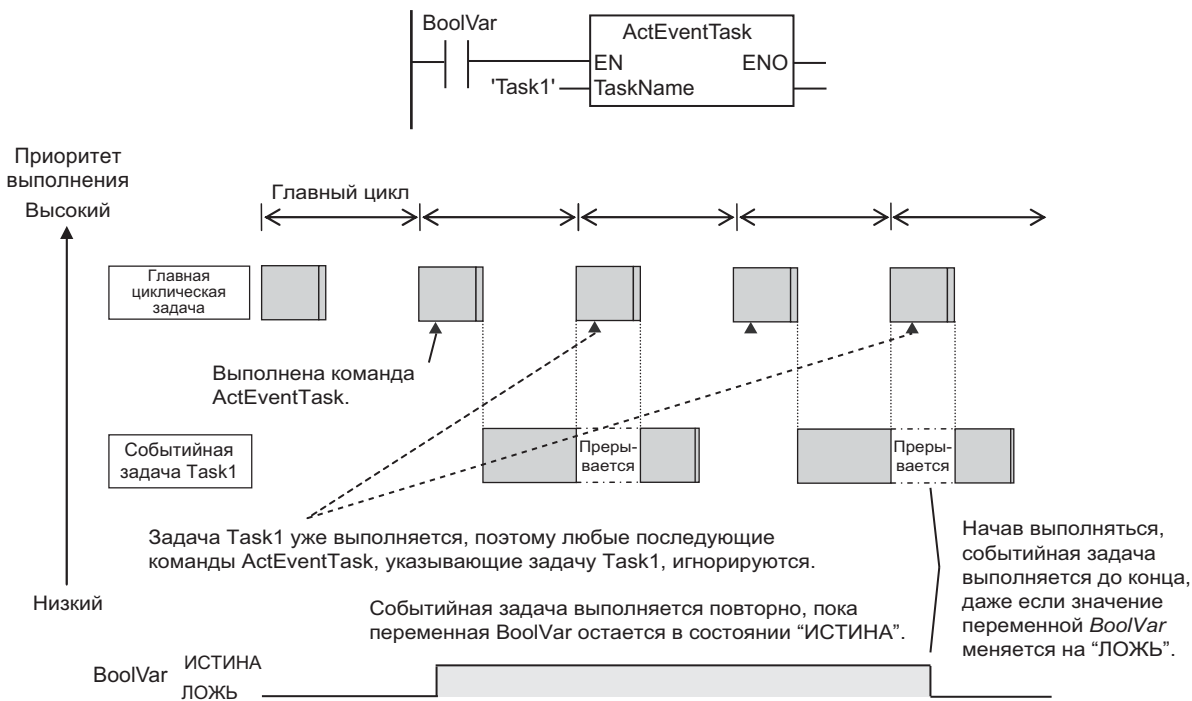 BoolVar
ActEventTask
EN ENO
'Task1' TaskName
Приоритет
выполнения
Высокий
Главный цикл
Главная
циклическая
задача
Выполнена команда
ActEventTask.
Событийная
задача Task1
Преры-
вается
Преры-
вается
Задача Task1 уже выполняется, поэтому любые последующие
команды ActEventTask, указывающие задачу Task1, игнорируются.
Начав выполняться,
событийная задача
выполняется до конца,
даже если значение
переменной BoolVar
меняется на “ЛОЖЬ”.
Низкий
Событийная задача выполняется повторно, пока
переменная BoolVar остается в состоянии “ИСТИНА”.
BoolVar
ИСТИНА
ЛОЖЬ